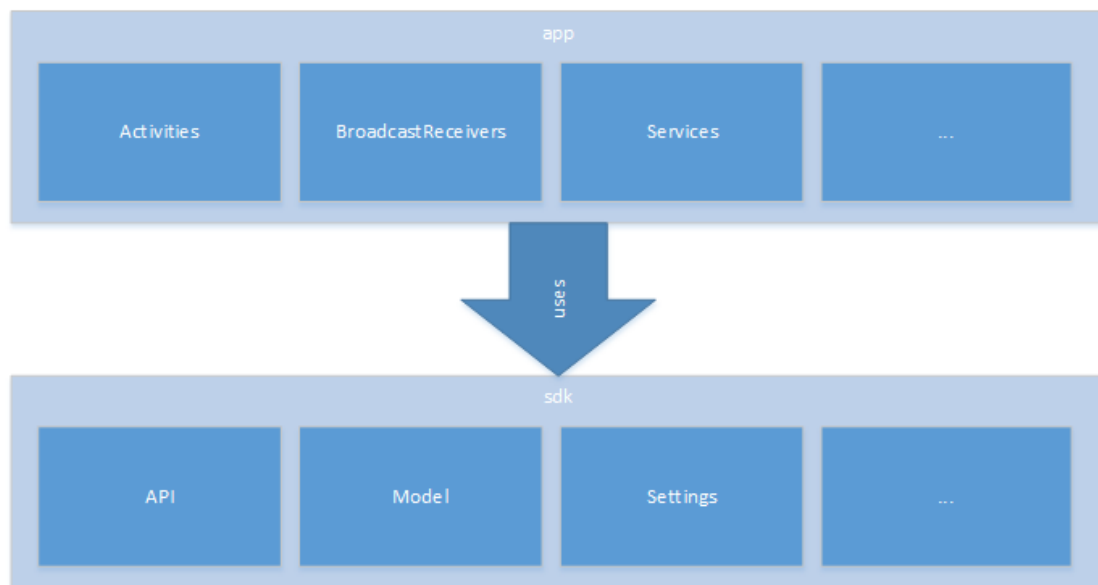 app
Activities
BroadcastReceivers
Services
...
uses
sdk
API
Model
Settings
...